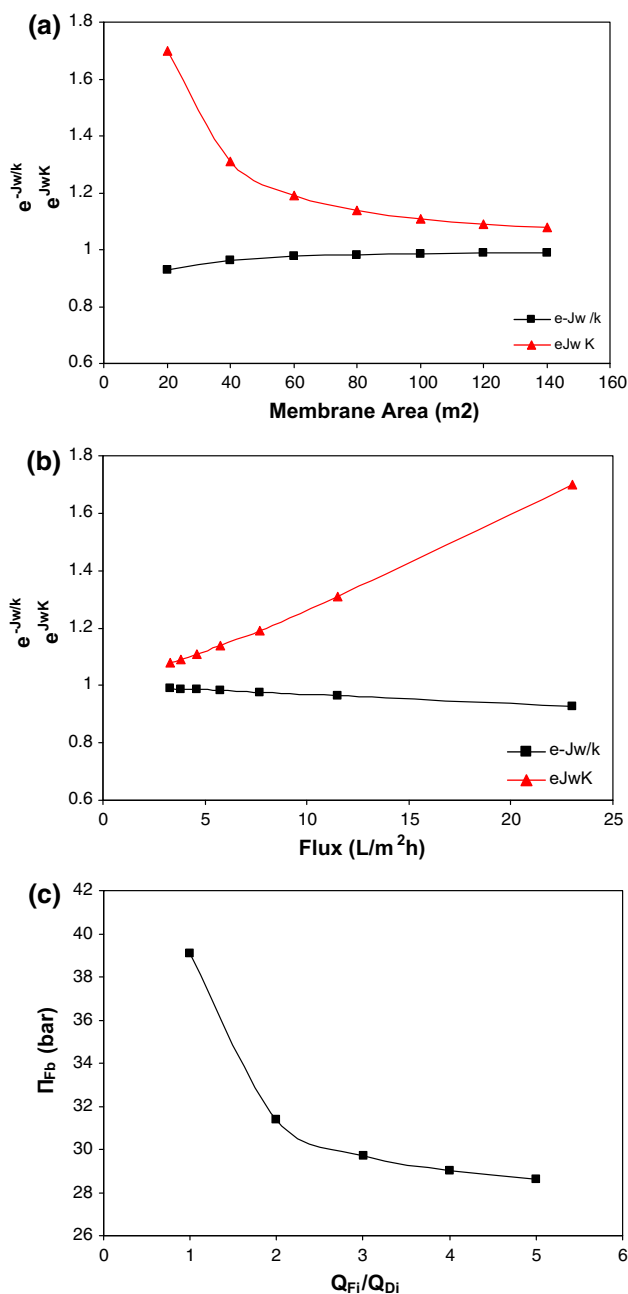 (a)
1.8
1.6
1.4
1.2
1
0.8
0.6
e-Jw/k
eJwK
e-Jw /k
eJw K
0 20 40 60 80 100 120 140 160
Membrane Area (m2)
(b)
1.8
1.6
1.4
1.2
1
0.8
0.6
e-Jw/k
eJwK
e-Jw/k
eJwK
0 5 10 15 20 25
Flux (L/m²h)
(c)
42
40
38
36
34
32
30
28
26
ΠFb (bar)
0 1 2 3 4 5 6
QFi/QDi